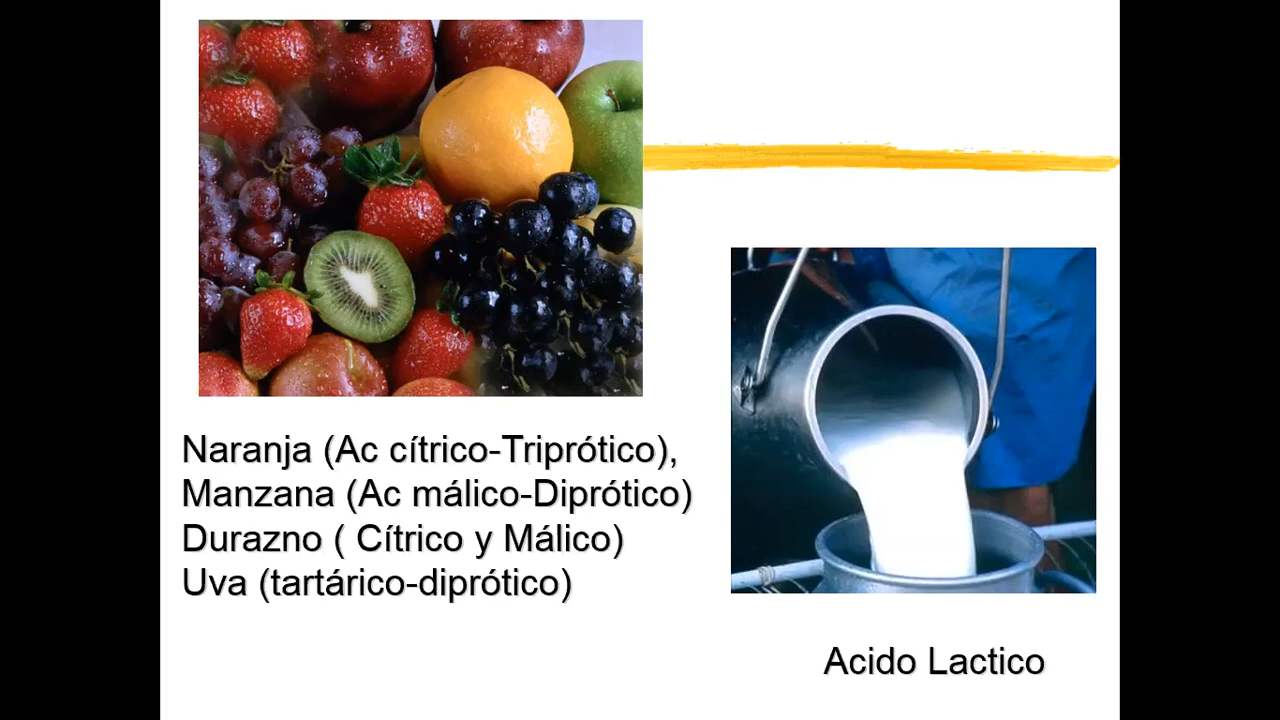 Naranja (Ac cítrico-Triprótico),
Manzana (Ac málico-Diprótico)
Durazno ( Cítrico y Málico)
Uva (tartárico-diprótico)
Acido Lactico